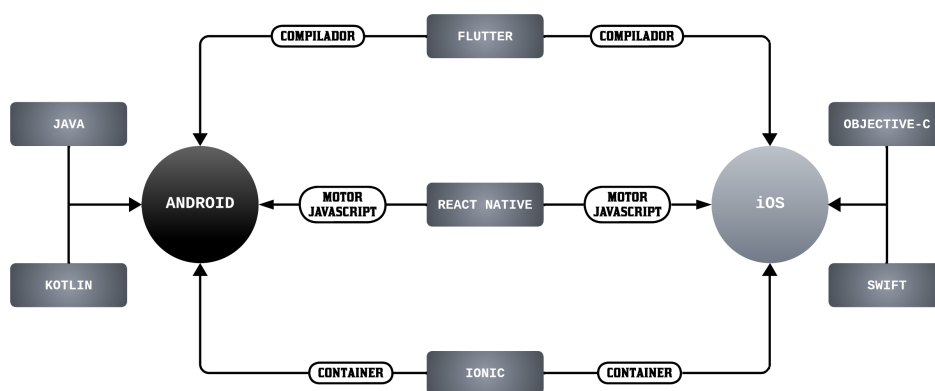 COMPILADOR
FLUTTER
COMPILADOR
JAVA
OBJECTIVE-C
ANDROID
MOTOR
JAVASCRIPT
REACT NATIVE
MOTOR
JAVASCRIPT
iOS
KOTLIN
SWIFT
CONTAINER
IONIC
CONTAINER